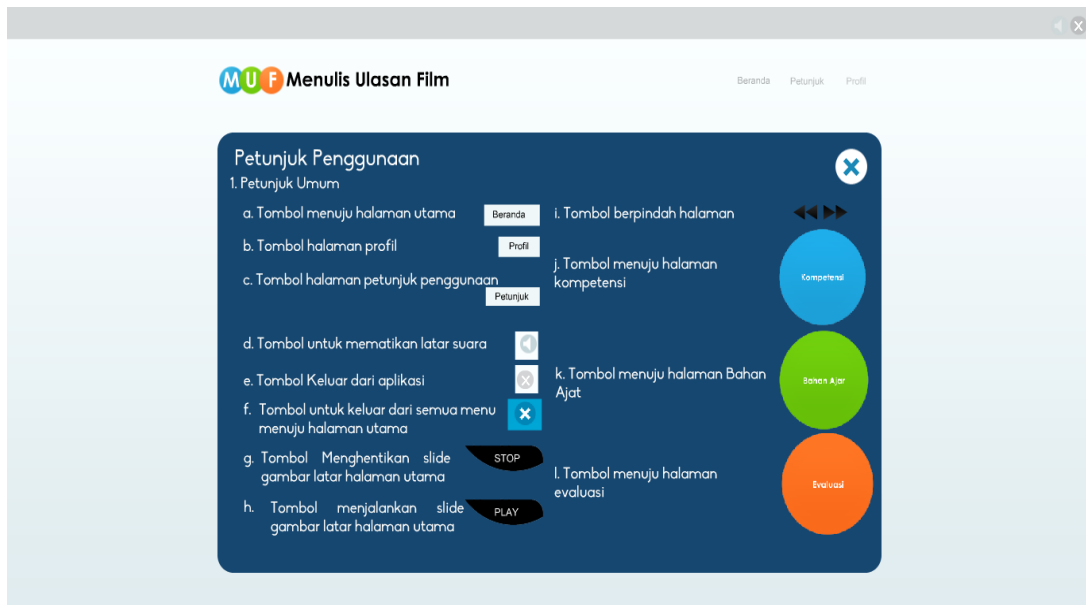 MUF Menulis Ulasan Film
Beranda Petunjuk Profil
Petunjuk Penggunaan
1. Petunjuk Umum
a. Tombol menuju halaman utama Beranda
b. Tombol halaman profil Profil
c. Tombol halaman petunjuk penggunaan
Petunjuk
d. Tombol untuk mematikan latar suara
e. Tombol Keluar dari aplikasi
f. Tombol untuk keluar dari semua menu
menuju halaman utama
g. Tombol Menghentikan slide STOP
gambar latar halaman utama
h. Tombol menjalankan slide PLAY
gambar latar halaman utama
i. Tombol berpindah halaman
j. Tombol menuju halaman
kompetensi
Kompetensi
k. Tombol menuju halaman Bahan
Ajat
Bahan Ajar
l. Tombol menuju halaman
evaluasi
Evaluasi